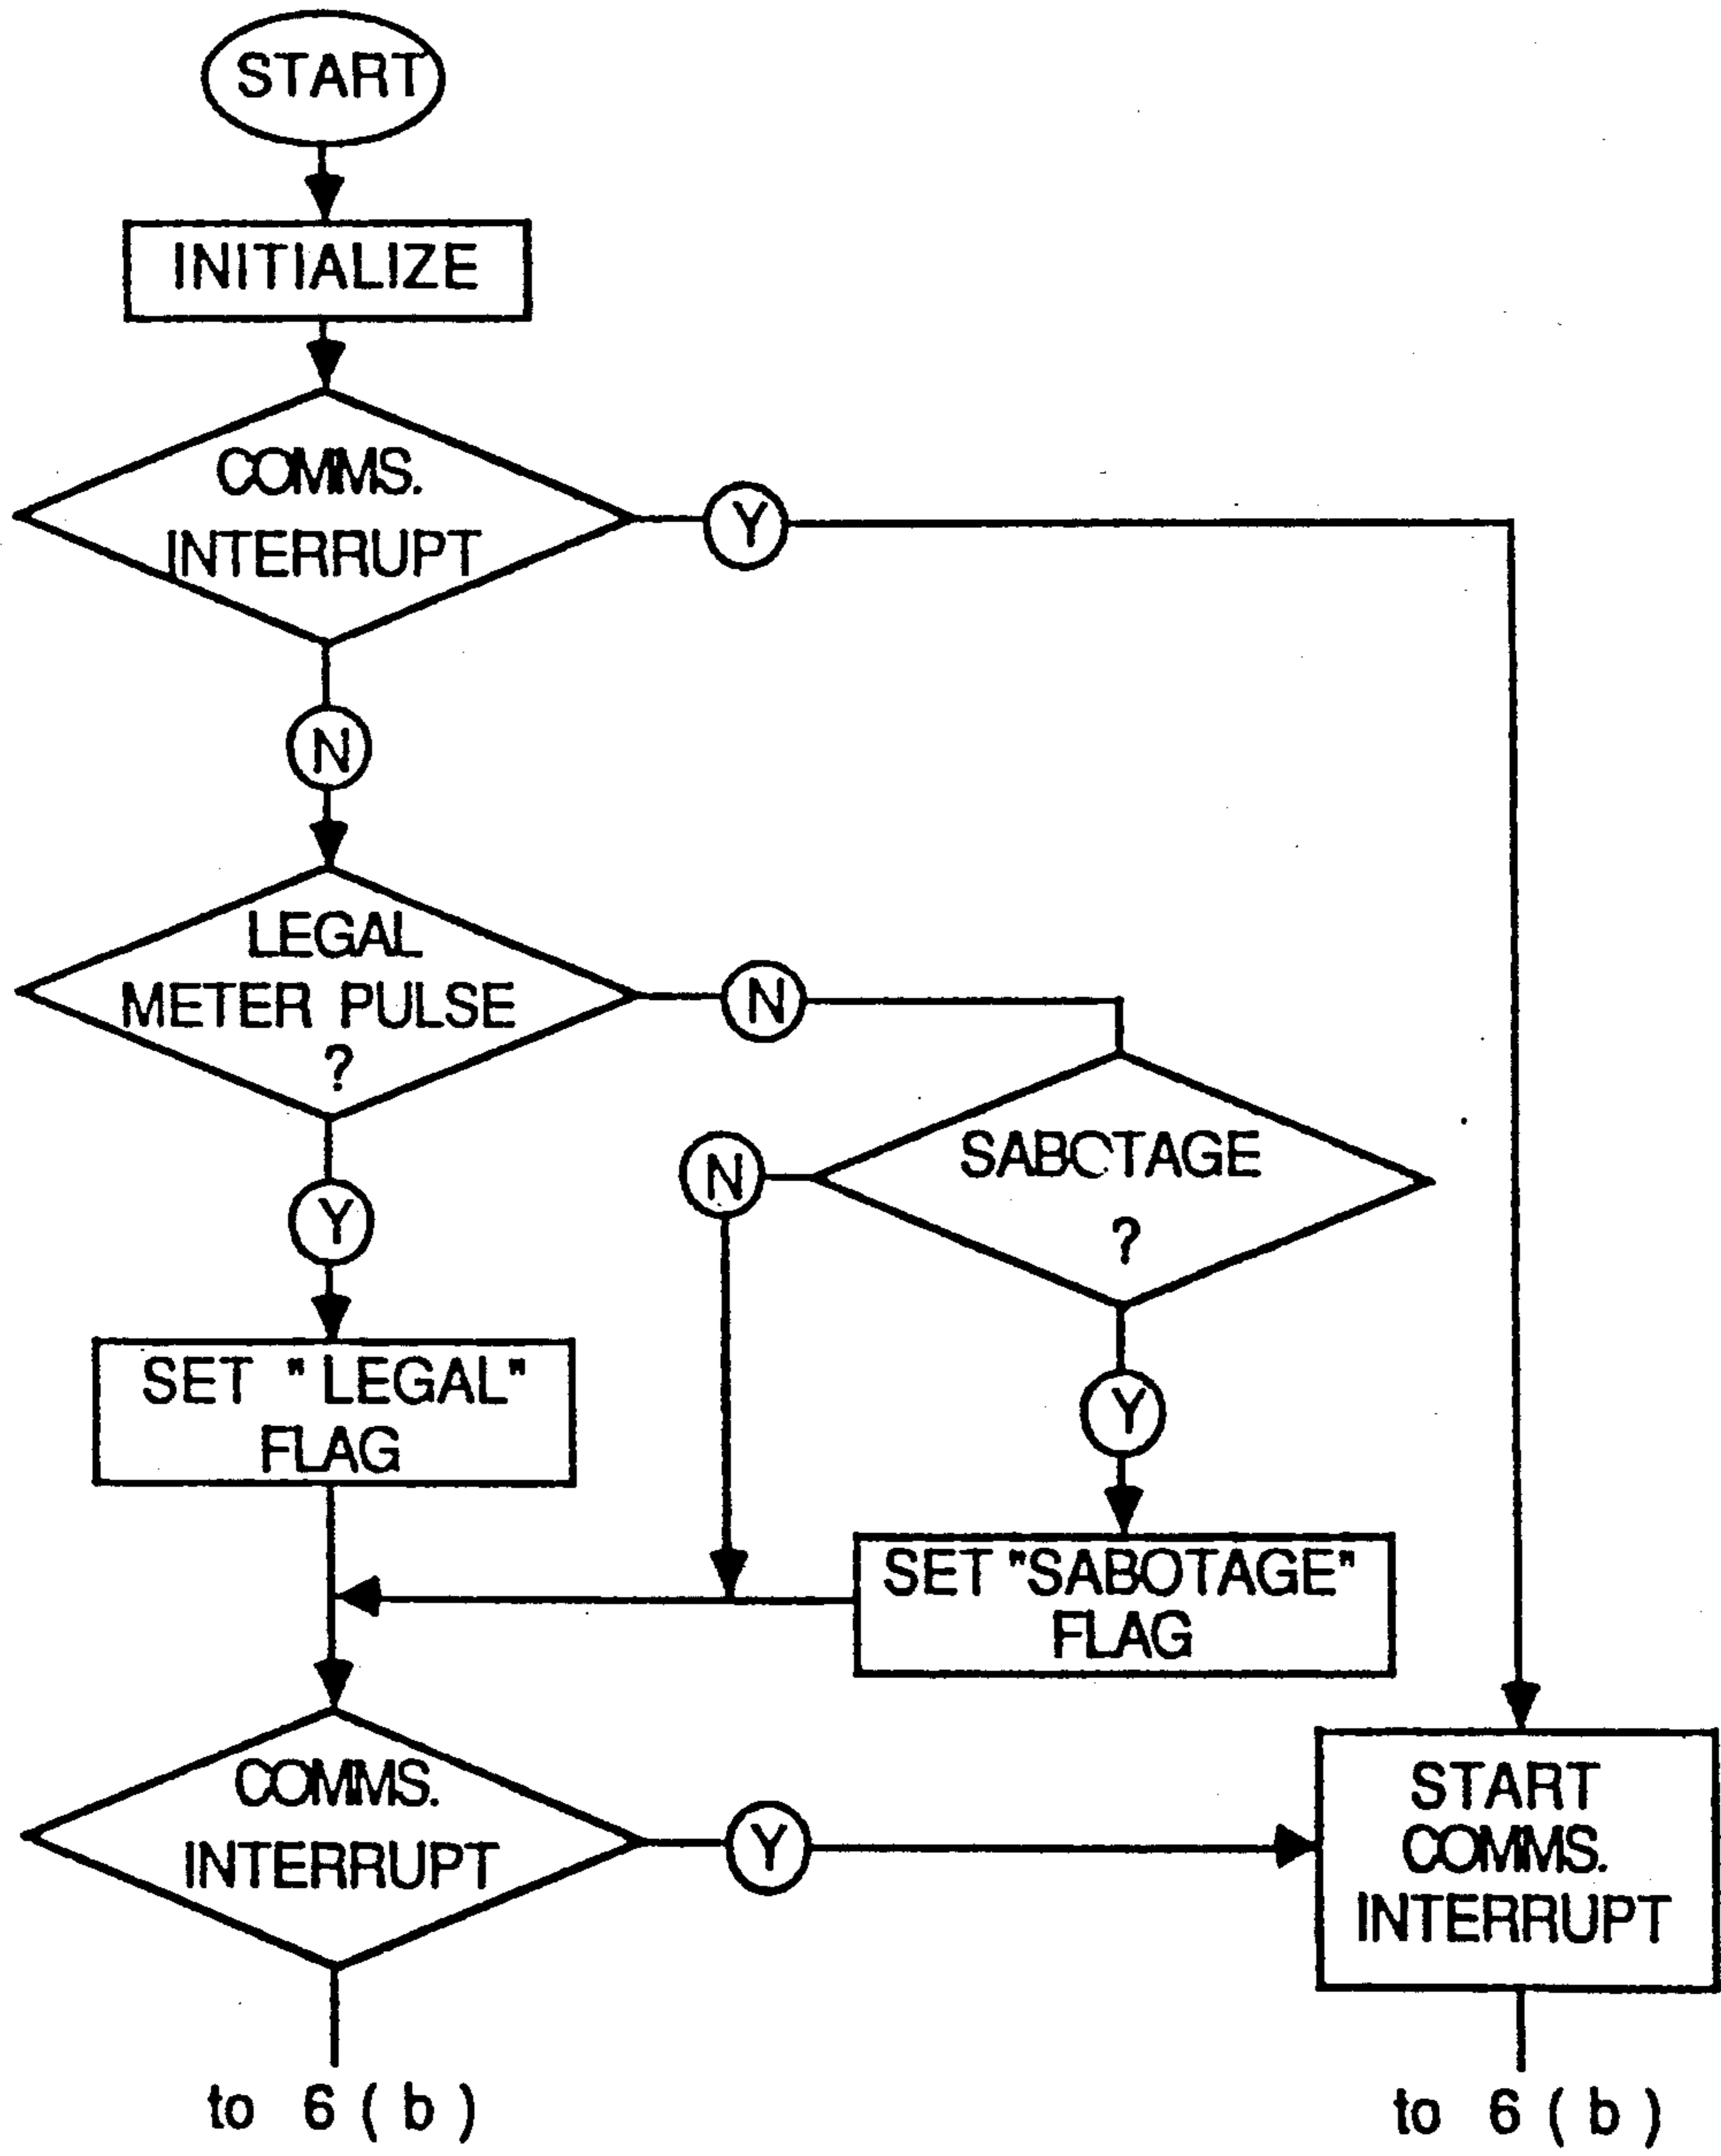 START
INITIALIZE
COMMS.
INTERRUPT
Y
N
LEGAL
METER PULSE
?
N
Y
SABOTAGE
?
N
Y
SET "LEGAL"
FLAG
SET "SABOTAGE"
FLAG
COMMS.
INTERRUPT
Y
START
COMMS.
INTERRUPT
to 6 ( b )
to 6 ( b )